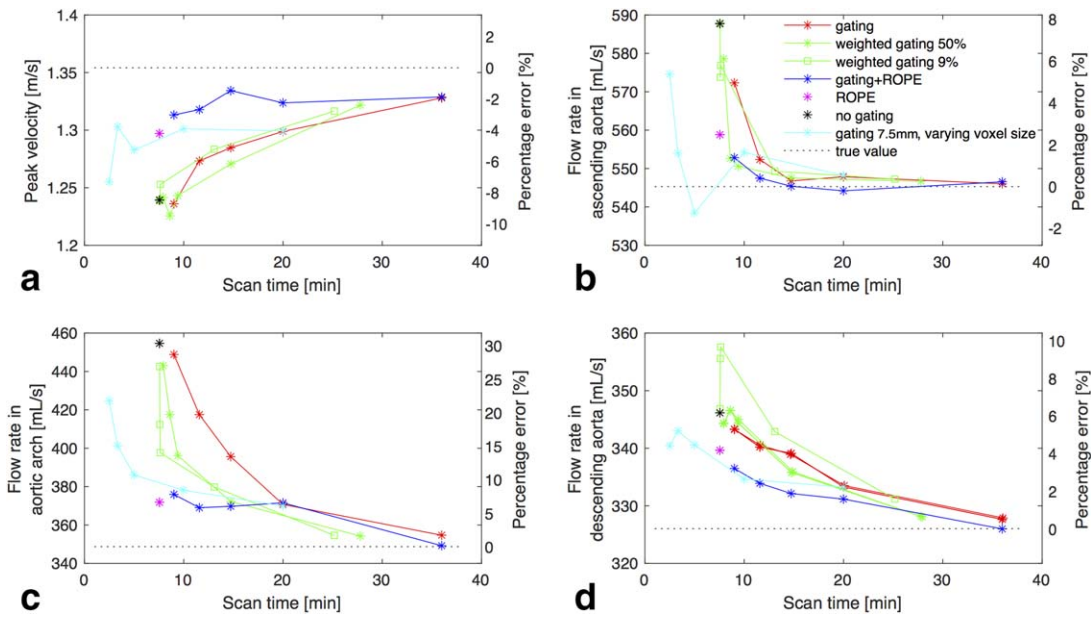 1.4
1.35
1.3
1.25
1.2
Peak velocity [m/s]
2
0
-2
-4
-6
-8
-10
Percentage error [%]
0
10
20
30
40
Scan time [min]
a
590
580
570
560
550
540
530
Flow rate in
ascending aorta [mL/s]
gating
weighted gating 50%
weighted gating 9%
gating+ROPE
ROPE
no gating
gating 7.5mm, varying voxel size
true value
8
6
4
2
0
-2
Percentage error [%]
0
10
20
30
40
Scan time [min]
b
460
440
420
400
380
360
340
Flow rate in
aortic arch [mL/s]
30
25
20
15
10
5
0
Percentage error [%]
0
10
20
30
40
Scan time [min]
c
360
350
340
330
320
Flow rate in
descending aorta [mL/s]
10
8
6
4
2
0
Percentage error [%]
0
10
20
30
40
Scan time [min]
d